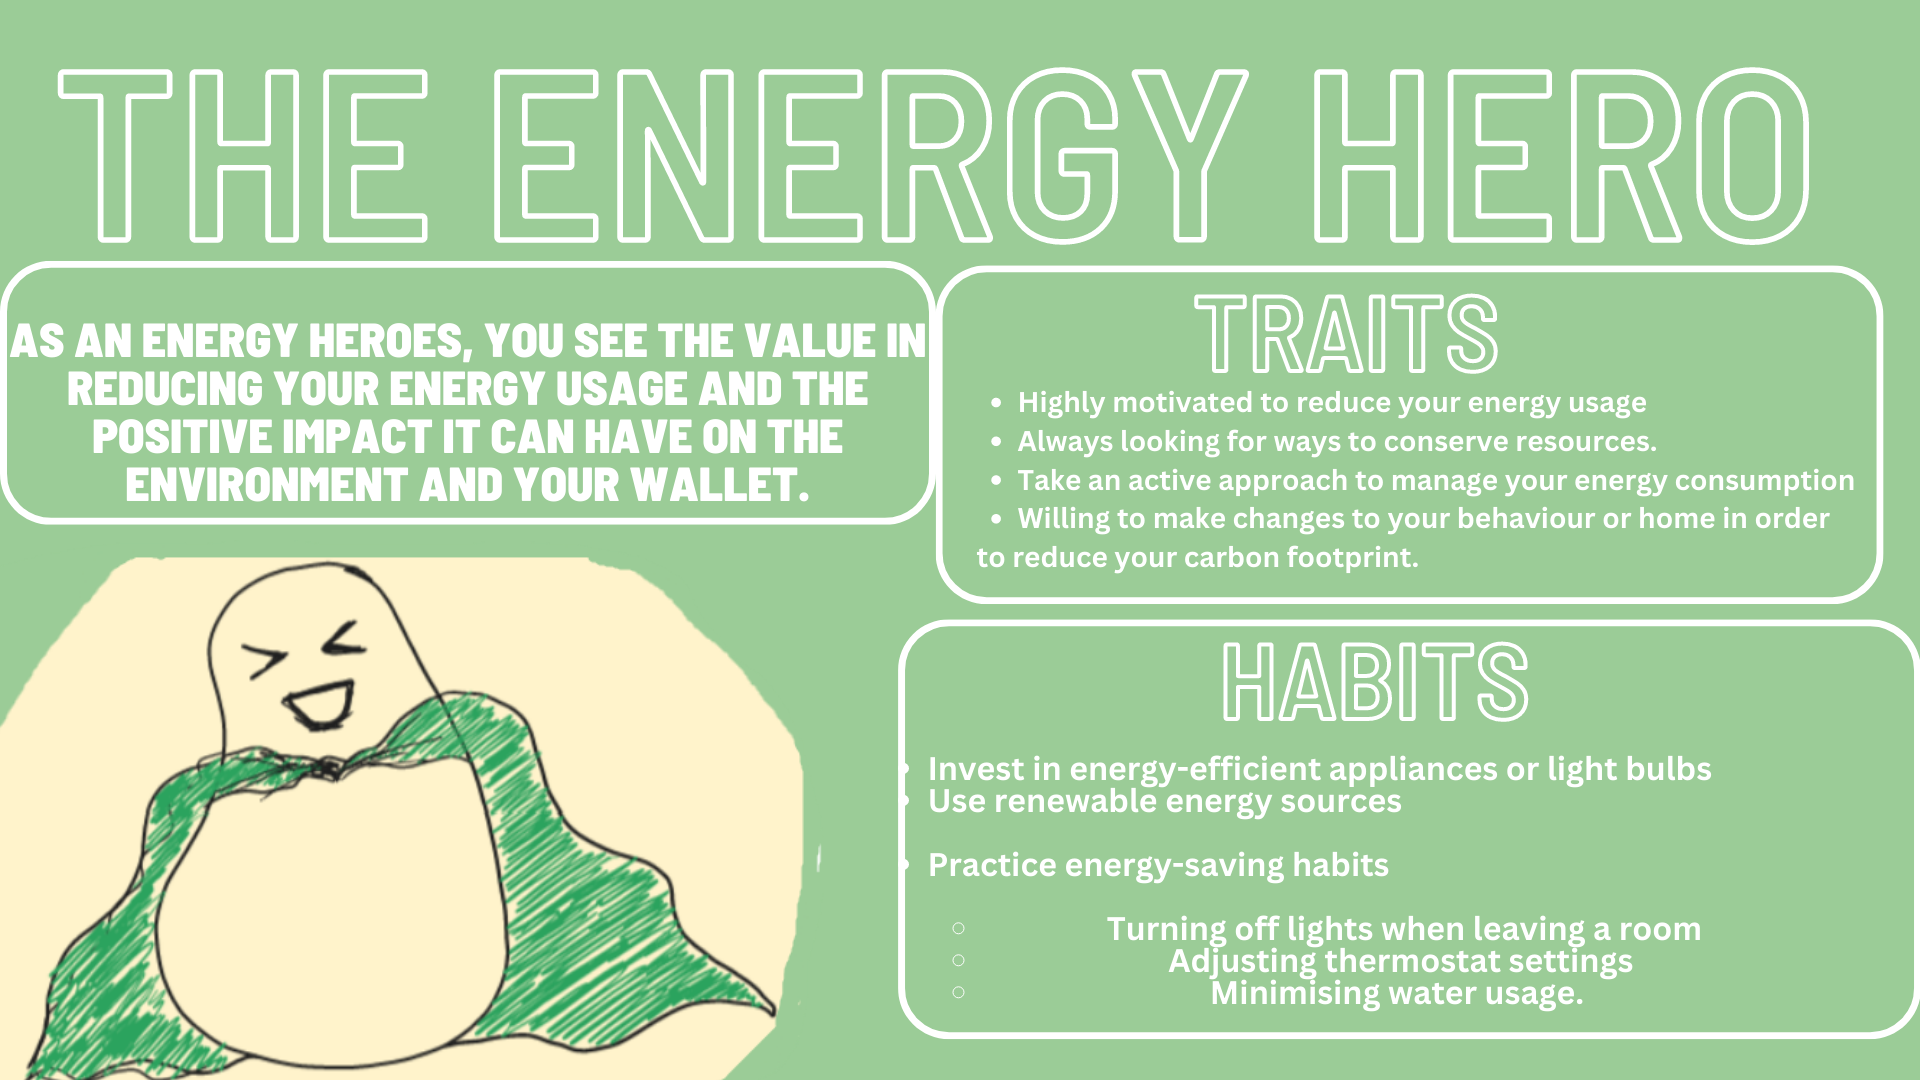 THE ENERGY HERO
AS AN ENERGY HEROES, YOU SEE THE VALUE IN
REDUCING YOUR ENERGY USAGE AND THE
POSITIVE IMPACT IT CAN HAVE ON THE
ENVIRONMENT AND YOUR WALLET.
TRAITS
• Highly motivated to reduce your energy usage
• Always looking for ways to conserve resources.
• Take an active approach to manage your energy consumption
• Willing to make changes to your behaviour or home in order
to reduce your carbon footprint.
HABITS
• Invest in energy-efficient appliances or light bulbs
• Use renewable energy sources
• Practice energy-saving habits
○ Turning off lights when leaving a room
○ Adjusting thermostat settings
○ Minimising water usage.